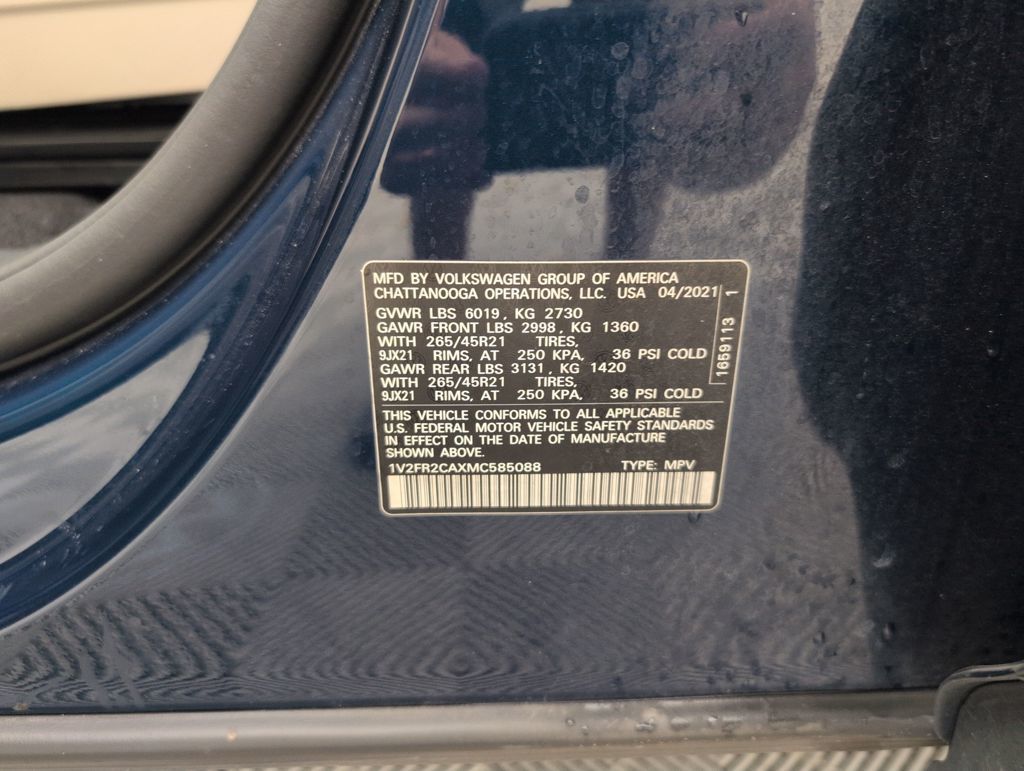 MFD BY VOLKSWAGEN GROUP OF AMERICA
CHATTANOOGA OPERATIONS, LLC. USA 04/2021
GVWR LBS 6019, KG 2730
GAWR FRONT LBS 2998, KG 1360
WITH 265/45R21 TIRES,
9JX21 RIMS, AT 250 KPA, 36 PSI COLD
GAWR REAR LBS 3131, KG 1420
WITH 265/45R21 TIRES,
9JX21 RIMS, AT 250 KPA, 36 PSI COLD
1659113 1
THIS VEHICLE CONFORMS TO ALL APPLICABLE
U.S. FEDERAL MOTOR VEHICLE SAFETY STANDARDS
IN EFFECT ON THE DATE OF MANUFACTURE
SHOWN ABOVE.
1V2FR2CAXMC585088 TYPE: MPV